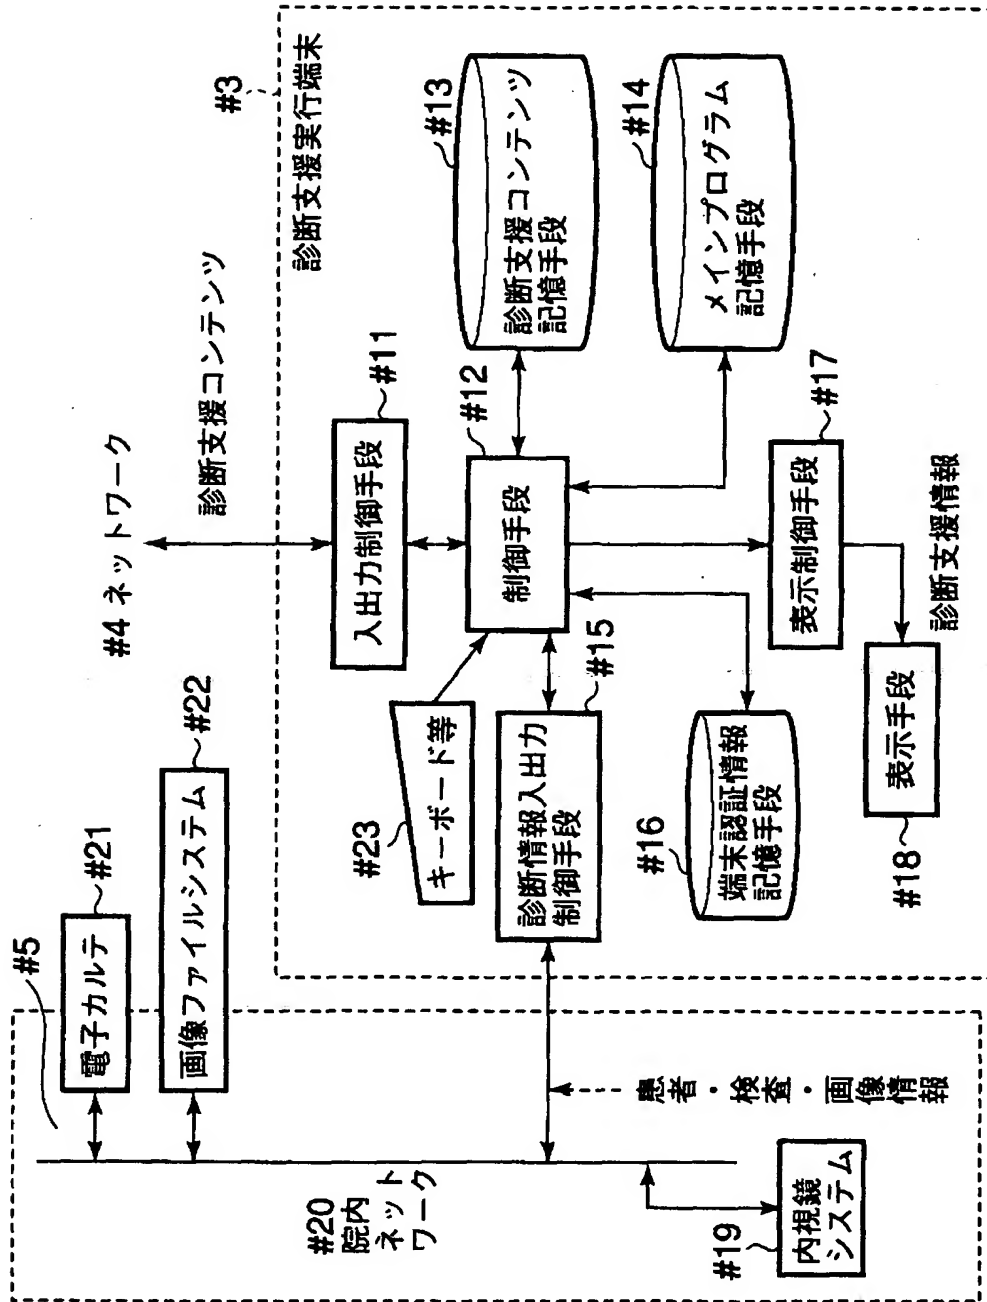 #5
#21
電子カルテ
#22
画像ファイルシステム
#20
院内
ネット
ワーク
#19
内視鏡
システム
患者・検査・画像情報
#4 ネットワーク
診断支援コンテンツ
#3
診断支援実行端末
#11
入出力制御手段
#12
制御手段
#13
診断支援コンテンツ
記憶手段
#14
メインプログラム
記憶手段
#23
キーボード等
#15
診断情報入出力
制御手段
#16
端末認証情報
記憶手段
#17
表示制御手段
#18
表示手段
診断支援情報